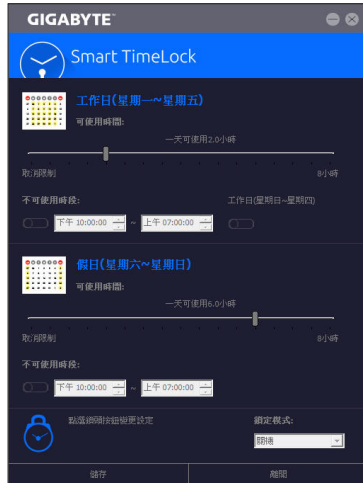 GIGABYTE™
Smart TimeLock
工作日(星期一~星期五)
可使用時間:
一天可使用2.0小時
取消限制 8小時
不可使用時段: 工作日(星期日~星期四)
下午 10:00:00 ~ 上午 07:00:00
假日(星期六~星期日)
可使用時間:
一天可使用6.0小時
取消限制 8小時
不可使用時段:
下午 10:00:00 ~ 上午 07:00:00
點選鎖頭按鈕變更設定 鎖定模式:
關機
儲存 離開